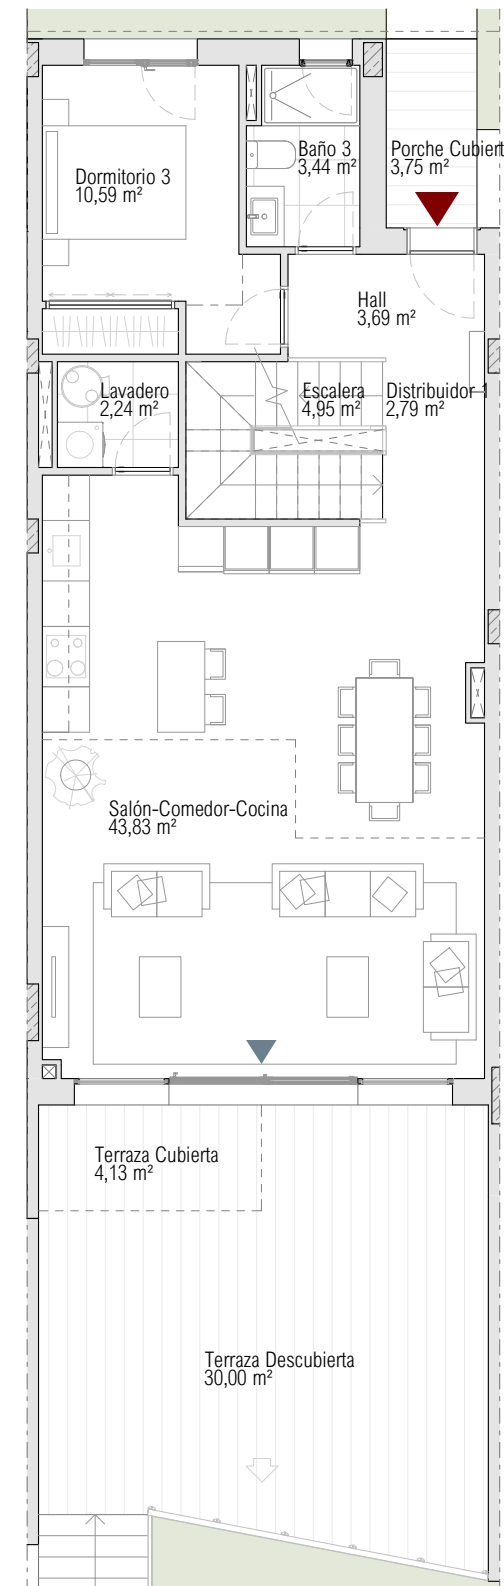 Dormitorio 3
10,59 m²
Baño 3
3,44 m²
Porche Cubiert
3,75 m²
Hall
3,69 m²
Lavadero
2,24 m²
Escalera
4,95 m²
Distribuidor 1
2,79 m²
Salón-Comedor-Cocina
43,83 m²
Terraza Cubierta
4,13 m²
Terraza Descubierta
30,00 m²